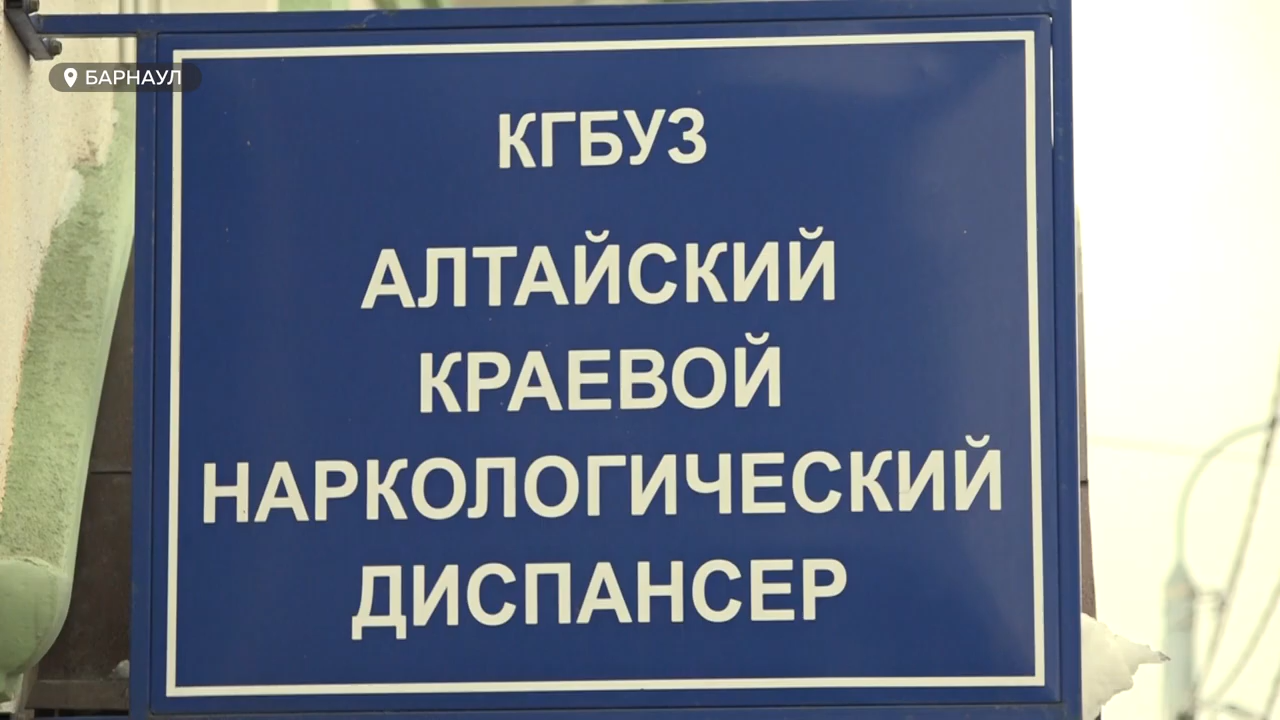 БАРНАУЛ
КГБУЗ
АЛТАЙСКИЙ
КРАЕВОЙ
НАРКОЛОГИЧЕСКИЙ
ДИСПАНСЕР